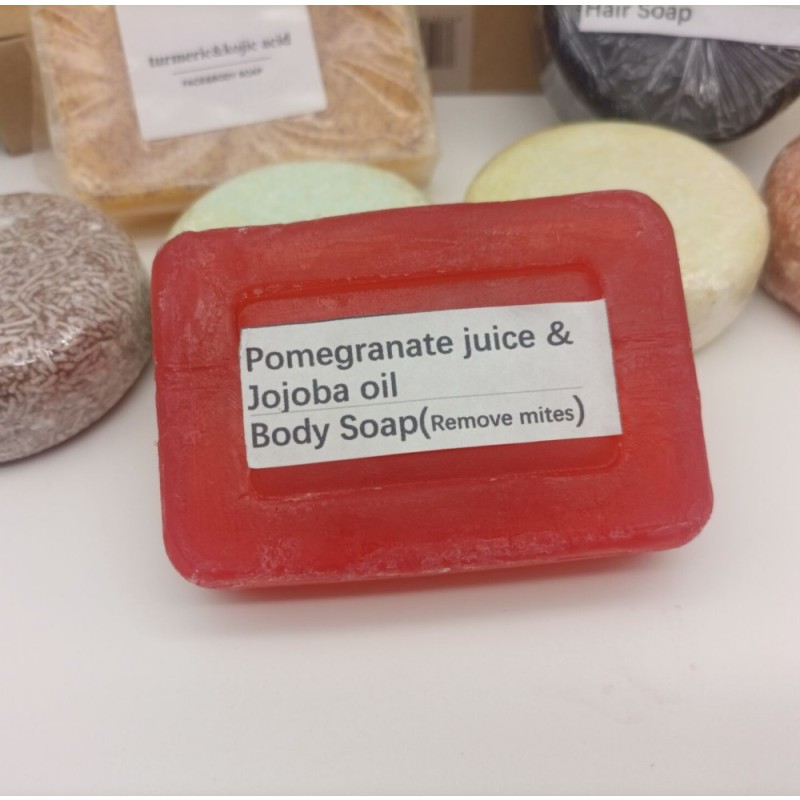 turmeric&kojic acid
FACE&BODY SOAP
Hair Soap
Pomegranate juice &
Jojoba oil
Body Soap(Remove mites)